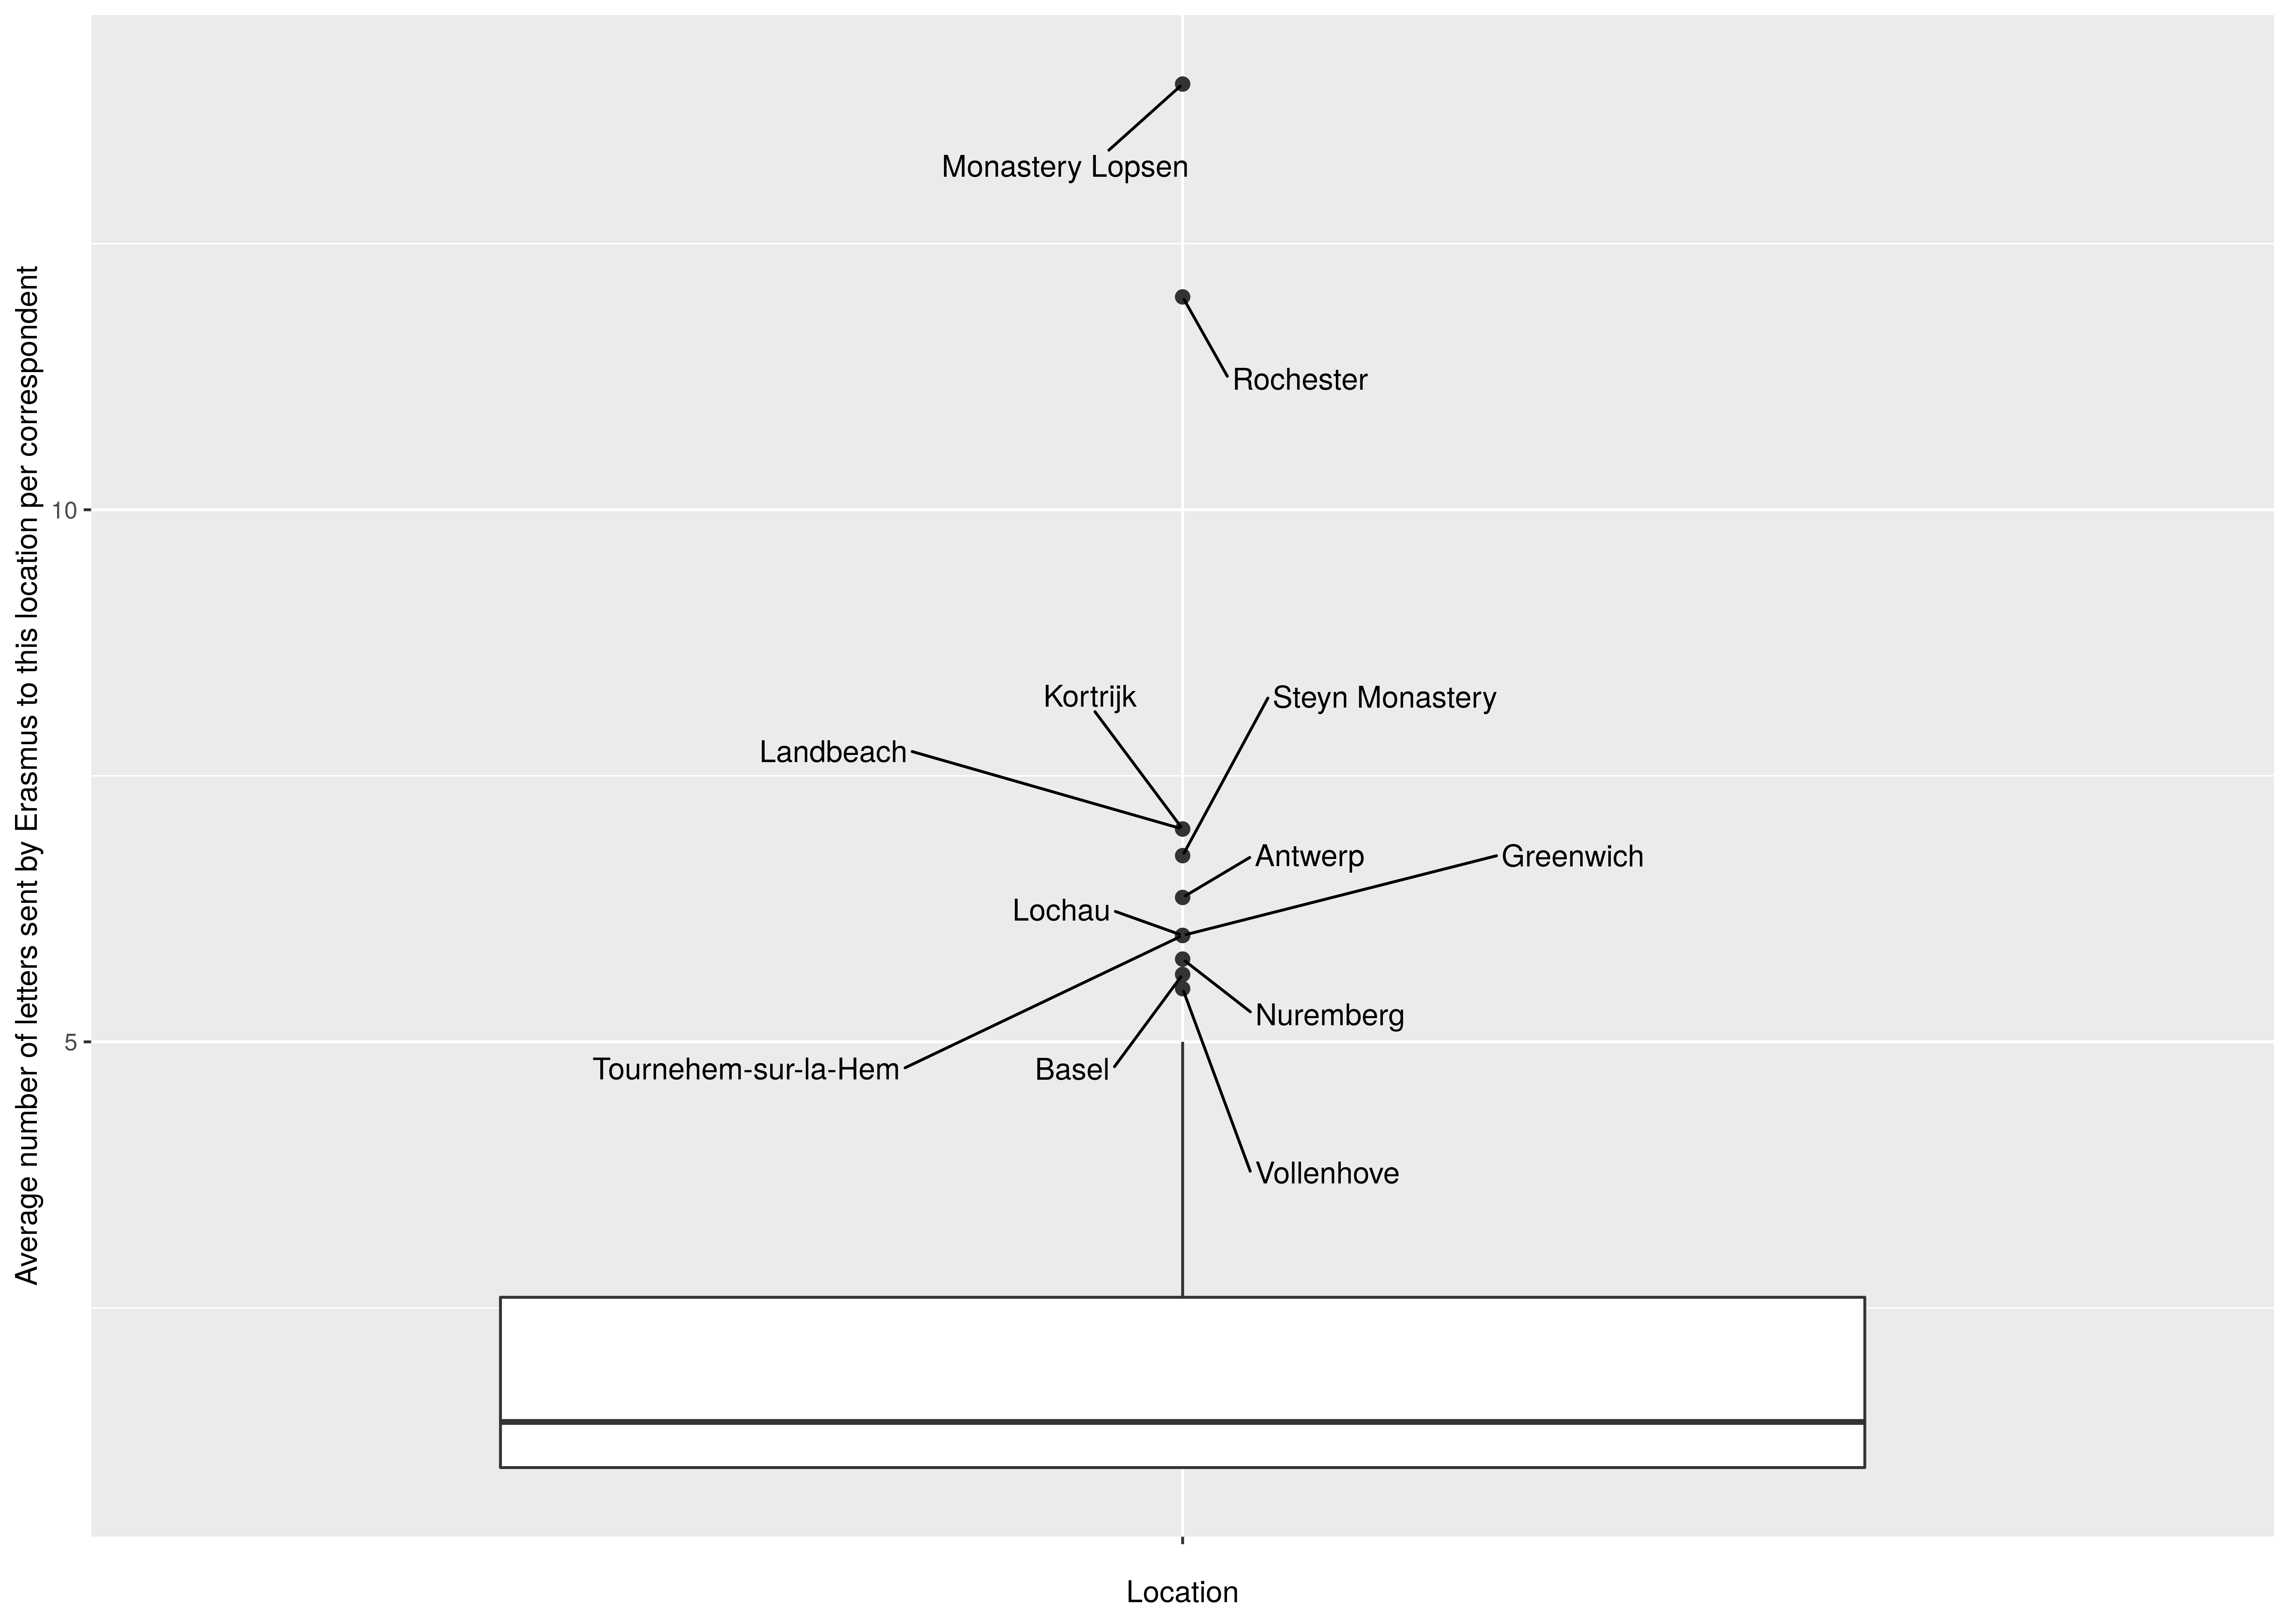 Average number of letters sent by Erasmus to this location per correspondent
Monastery Lopsen
Rochester
10
Kortrijk
Steyn Monastery
Landbeach
Antwerp
Greenwich
Lochau
Nuremberg
5
Tournehem-sur-la-Hem
Basel
Vollenhove
Location